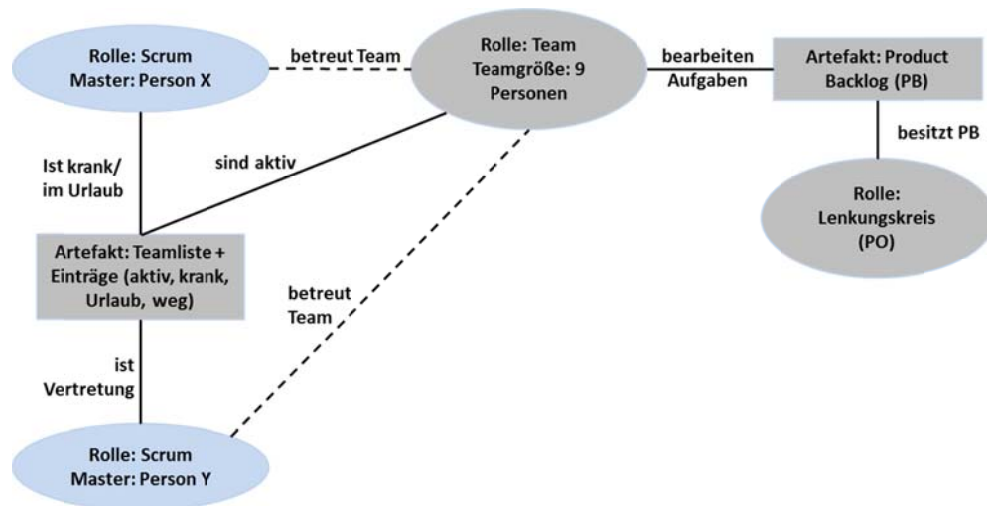 Rolle: Scrum
Master: Person X
betreut Team
Rolle: Team
Teamgröße: 9
Personen
bearbeiten
Aufgaben
Artefakt: Product
Backlog (PB)
besitzt PB
Ist krank/
im Urlaub
sind aktiv
Rolle:
Lenkungskreis
(PO)
Artefakt: Teamliste +
Einträge (aktiv, krank,
Urlaub, weg)
betreut
Team
ist
Vertretung
Rolle: Scrum
Master: Person Y